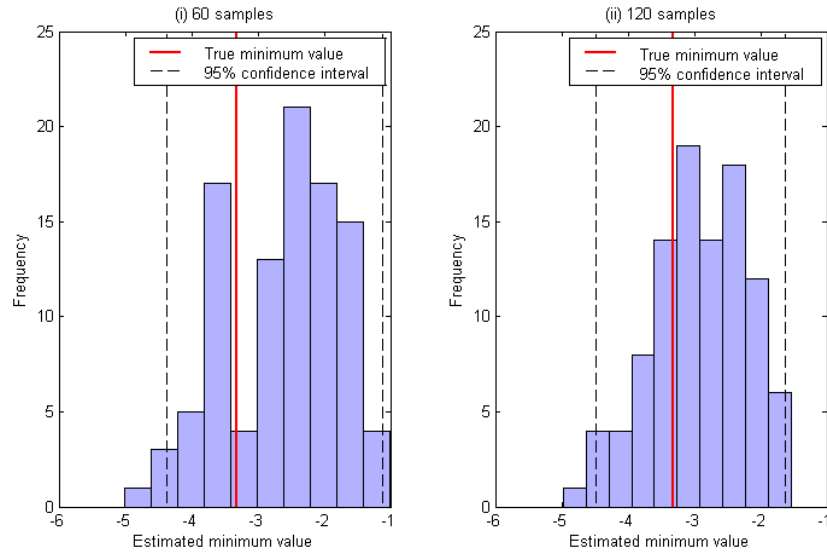 (i) 60 samples
25
20
15
10
5
0
Frequency
True minimum value
95% confidence interval
-6
-5
-4
-3
-2
-1
Estimated minimum value
(ii) 120 samples
25
20
15
10
5
0
Frequency
True minimum value
95% confidence interval
-6
-5
-4
-3
-2
-1
Estimated minimum value